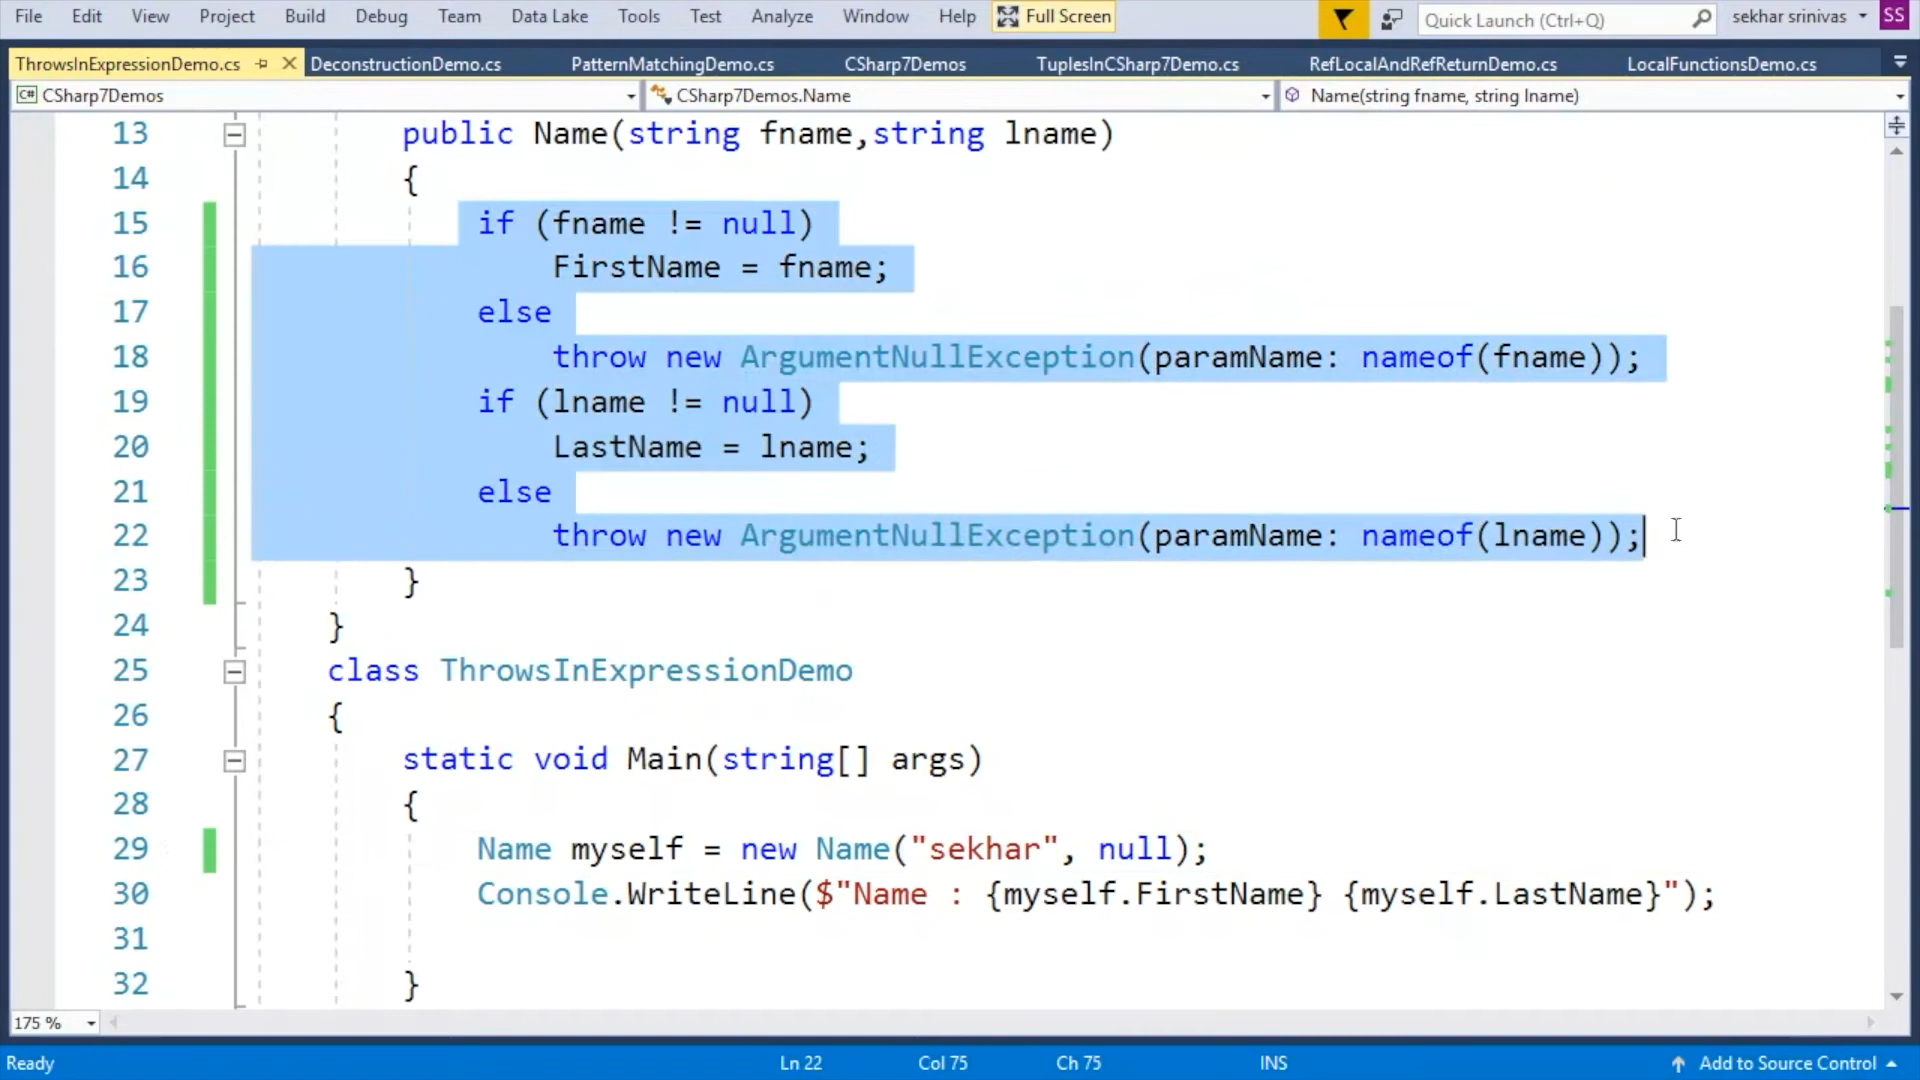 File Edit View Project Build Debug Team Data Lake Tools Test Analyze Window Help Full Screen Quick Launch (Ctrl+Q) sekhar srinivas SS
ThrowsInExpressionDemo.cs DeconstructionDemo.cs PatternMatchingDemo.cs CSharp7Demos TuplesInCSharp7Demo.cs RefLocalAndRefReturnDemo.cs LocalFunctionsDemo.cs
C# CSharp7Demos CSharp7Demos.Name Name(string fname, string lname)
13 public Name(string fname,string lname)
14 {
15 if (fname != null)
16 FirstName = fname;
17 else
18 throw new ArgumentNullException(paramName: nameof(fname));
19 if (lname != null)
20 LastName = lname;
21 else
22 throw new ArgumentNullException(paramName: nameof(lname));
23 }
24 }
25 class ThrowsInExpressionDemo
26 {
27 static void Main(string[] args)
28 {
29 Name myself = new Name("sekhar", null);
30 Console.WriteLine($"Name : {myself.FirstName} {myself.LastName}");
31
32 }
175 %
Ready Ln 22 Col 75 Ch 75 INS Add to Source Control